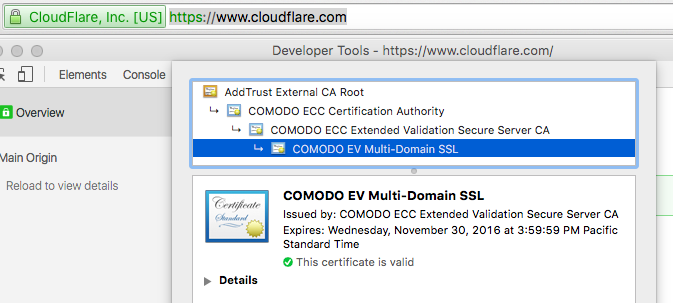 CloudFlare, Inc. [US] https://www.cloudflare.com
Developer Tools - https://www.cloudflare.com/
Elements Console
Overview
Main Origin
Reload to view details
AddTrust External CA Root
COMODO ECC Certification Authority
COMODO ECC Extended Validation Secure Server CA
COMODO EV Multi-Domain SSL
Certificate
Standard
COMODO EV Multi-Domain SSL
Issued by: COMODO ECC Extended Validation Secure Server CA
Expires: Wednesday, November 30, 2016 at 3:59:59 PM Pacific
Standard Time
This certificate is valid
Details